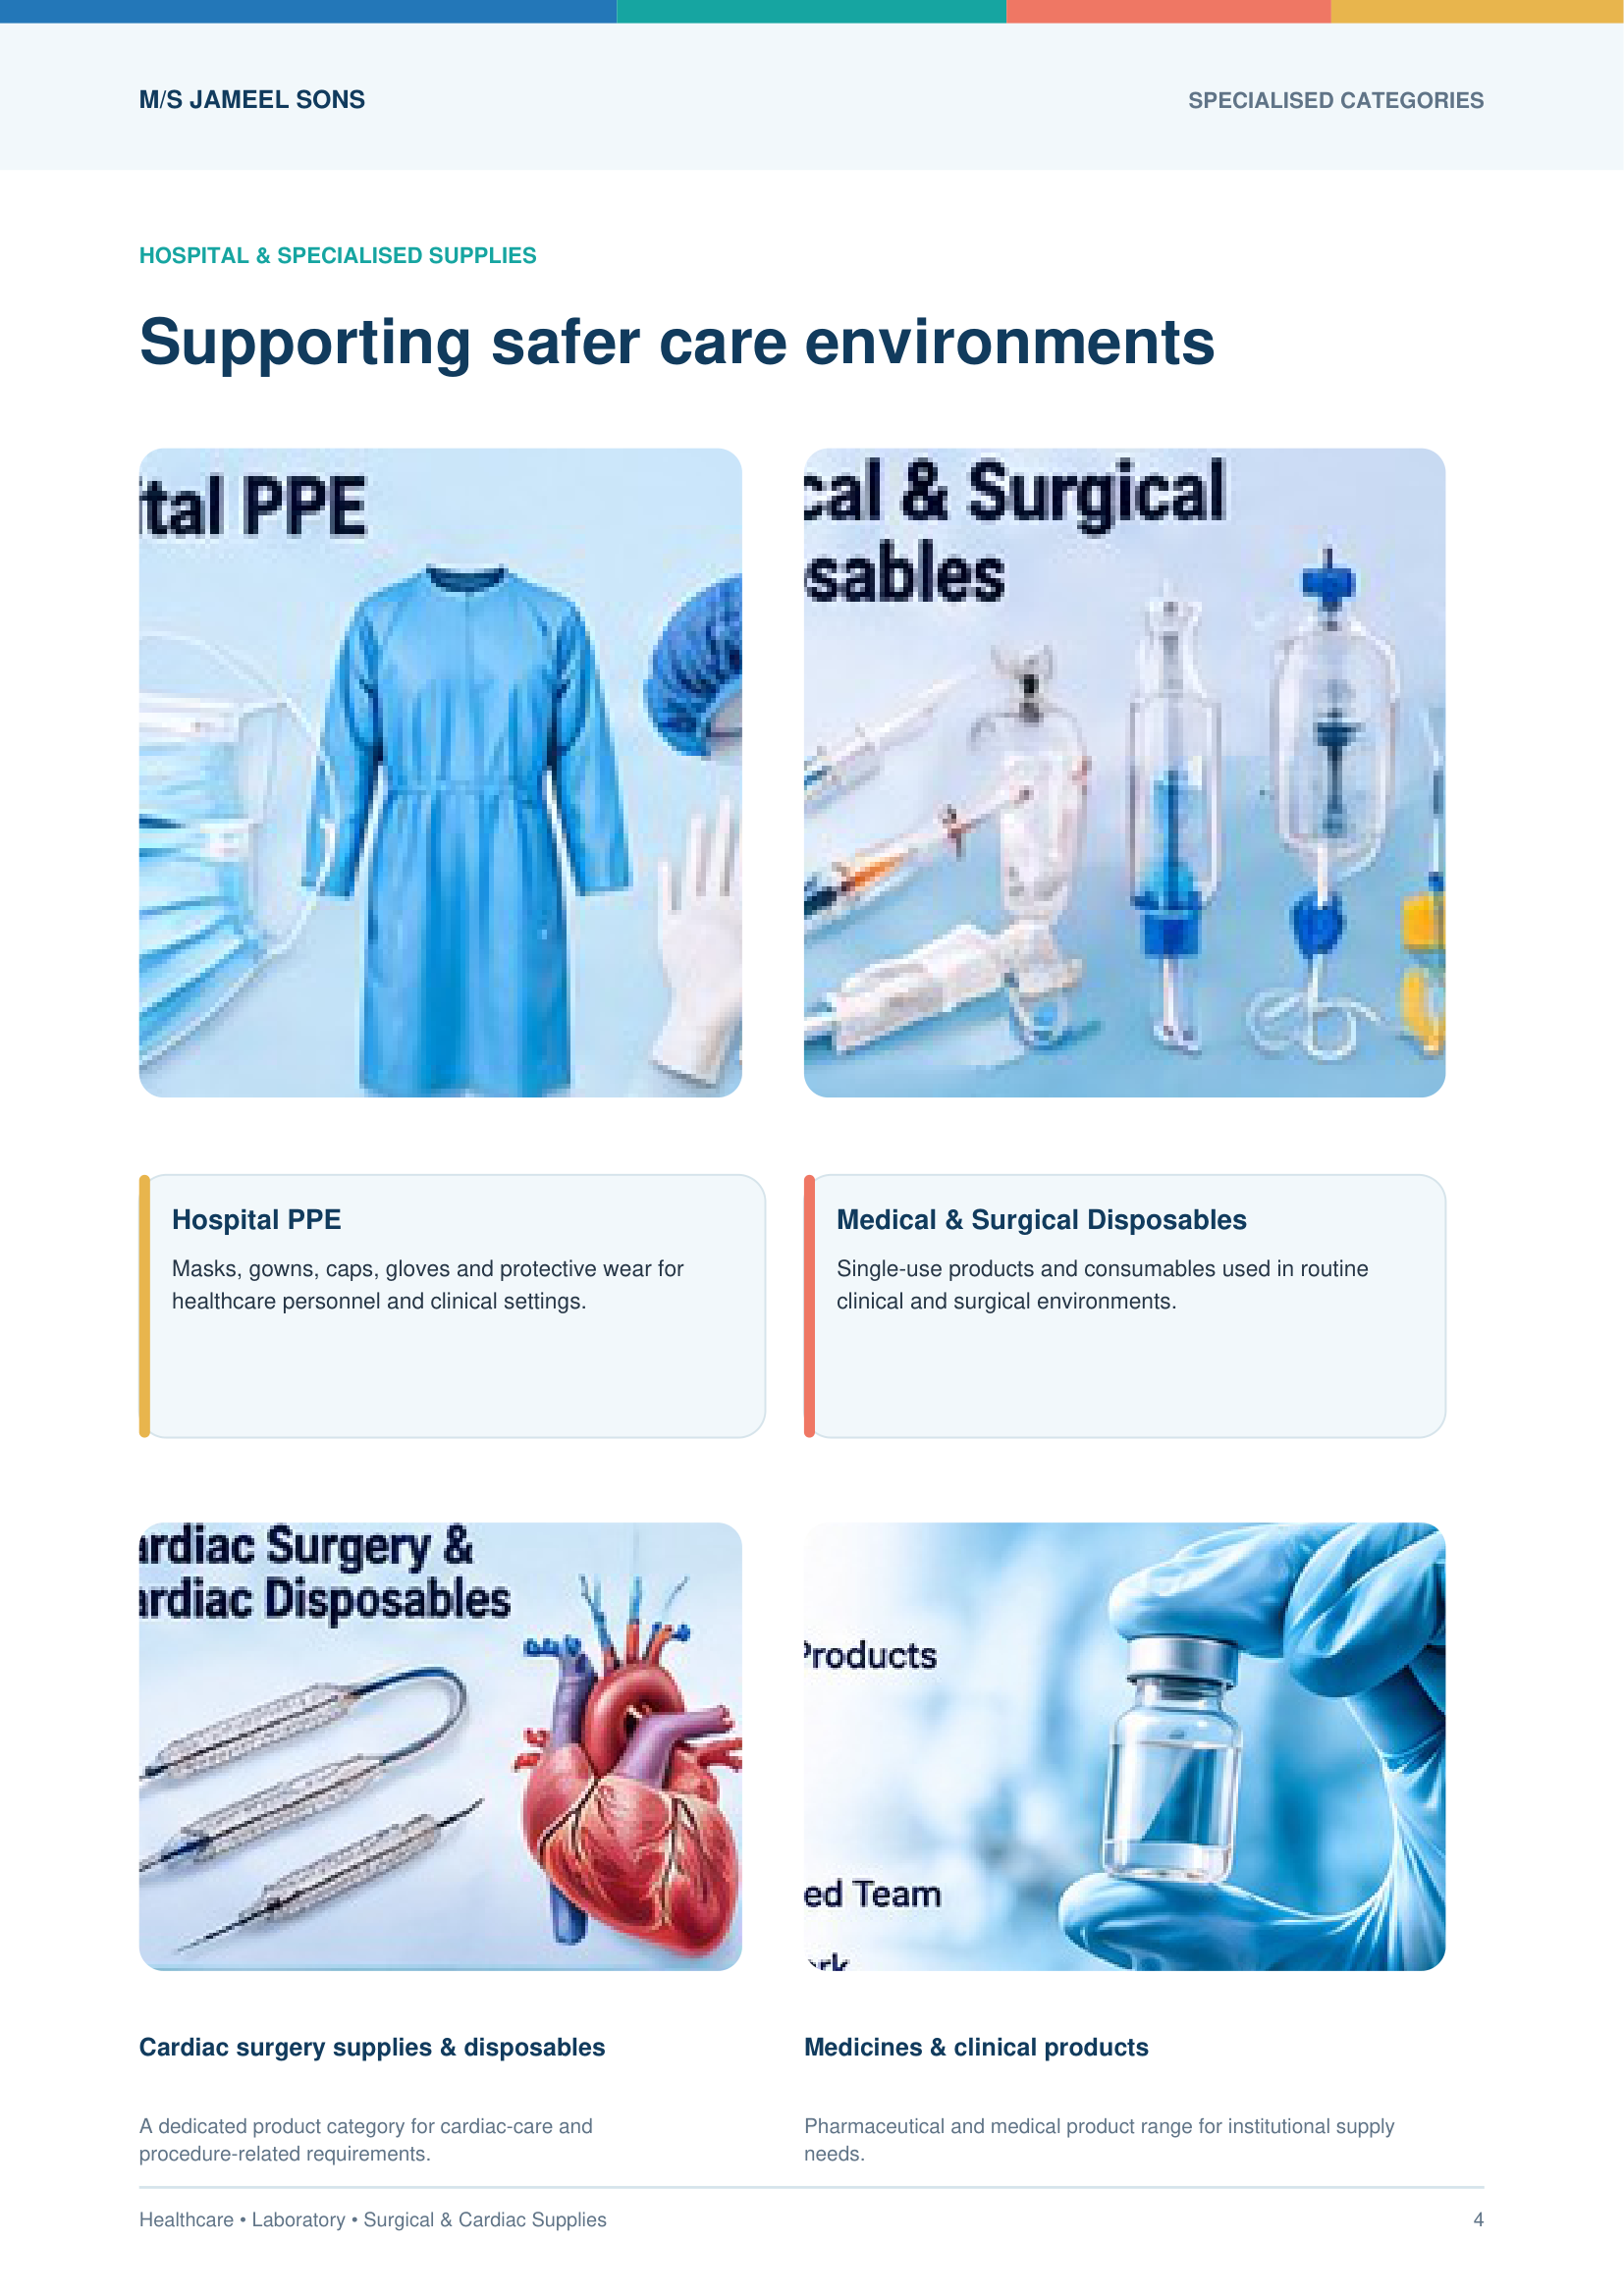 M/S JAMEEL SONS
SPECIALISED CATEGORIES
HOSPITAL & SPECIALISED SUPPLIES
Supporting safer care environments
ital PPE
cal & Surgical
sables
Hospital PPE
Masks, gowns, caps, gloves and protective wear for
healthcare personnel and clinical settings.
Medical & Surgical Disposables
Single-use products and consumables used in routine
clinical and surgical environments.
ardiac Surgery &
ardiac Disposables
Products
ed Team
rk
Cardiac surgery supplies & disposables
A dedicated product category for cardiac-care and
procedure-related requirements.
Medicines & clinical products
Pharmaceutical and medical product range for institutional supply
needs.
Healthcare • Laboratory • Surgical & Cardiac Supplies
4